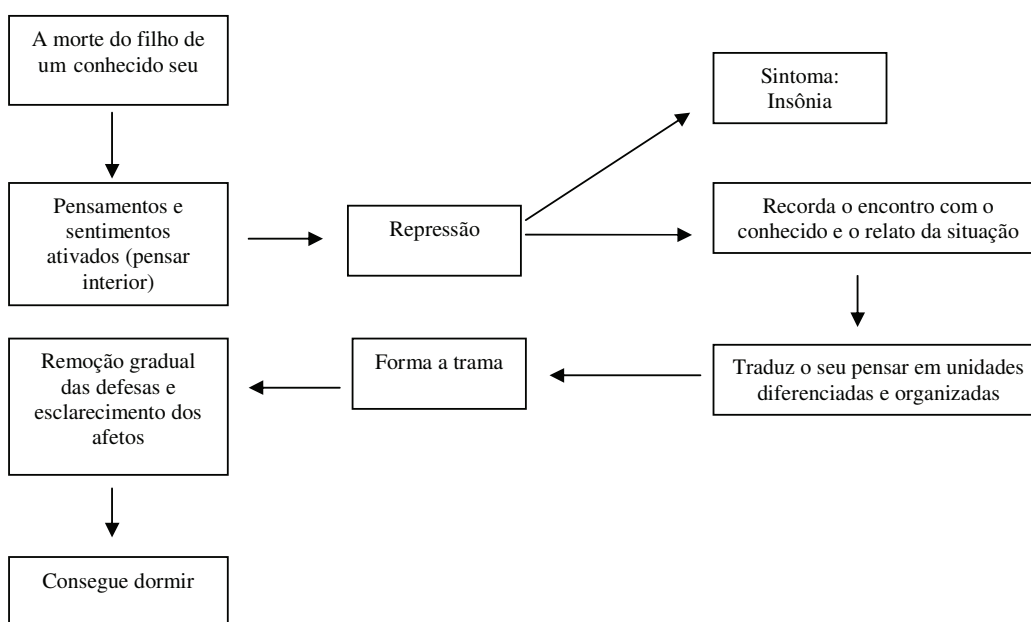 A morte do filho de
um conhecido seu
Sintoma:
Insônia
Pensamentos e
sentimentos
ativados (pensar
interior)
Repressão
Recorda o encontro com o
conhecido e o relato da situação
Remoção gradual
das defesas e
esclarecimento dos
afetos
Forma a trama
Traduz o seu pensar em unidades
diferenciadas e organizadas
Consegue dormir